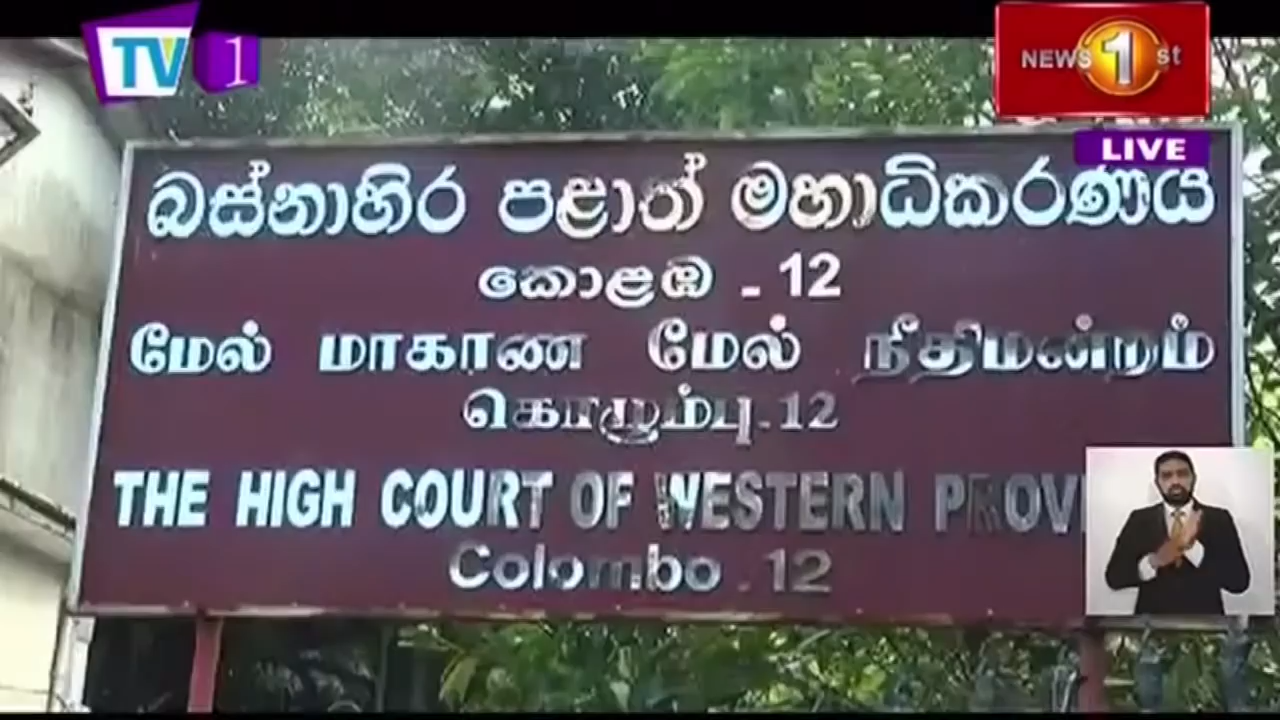 TV 1
NEWS 1st
LIVE
බස්නාහිර පළාත් මහාධිකරණය
කොළඹ - 12
மேல் மாகாண மேல் நீதிமன்றம்
கொழும்பு.12
THE HIGH COURT OF WESTERN PROV
Colombo . 12